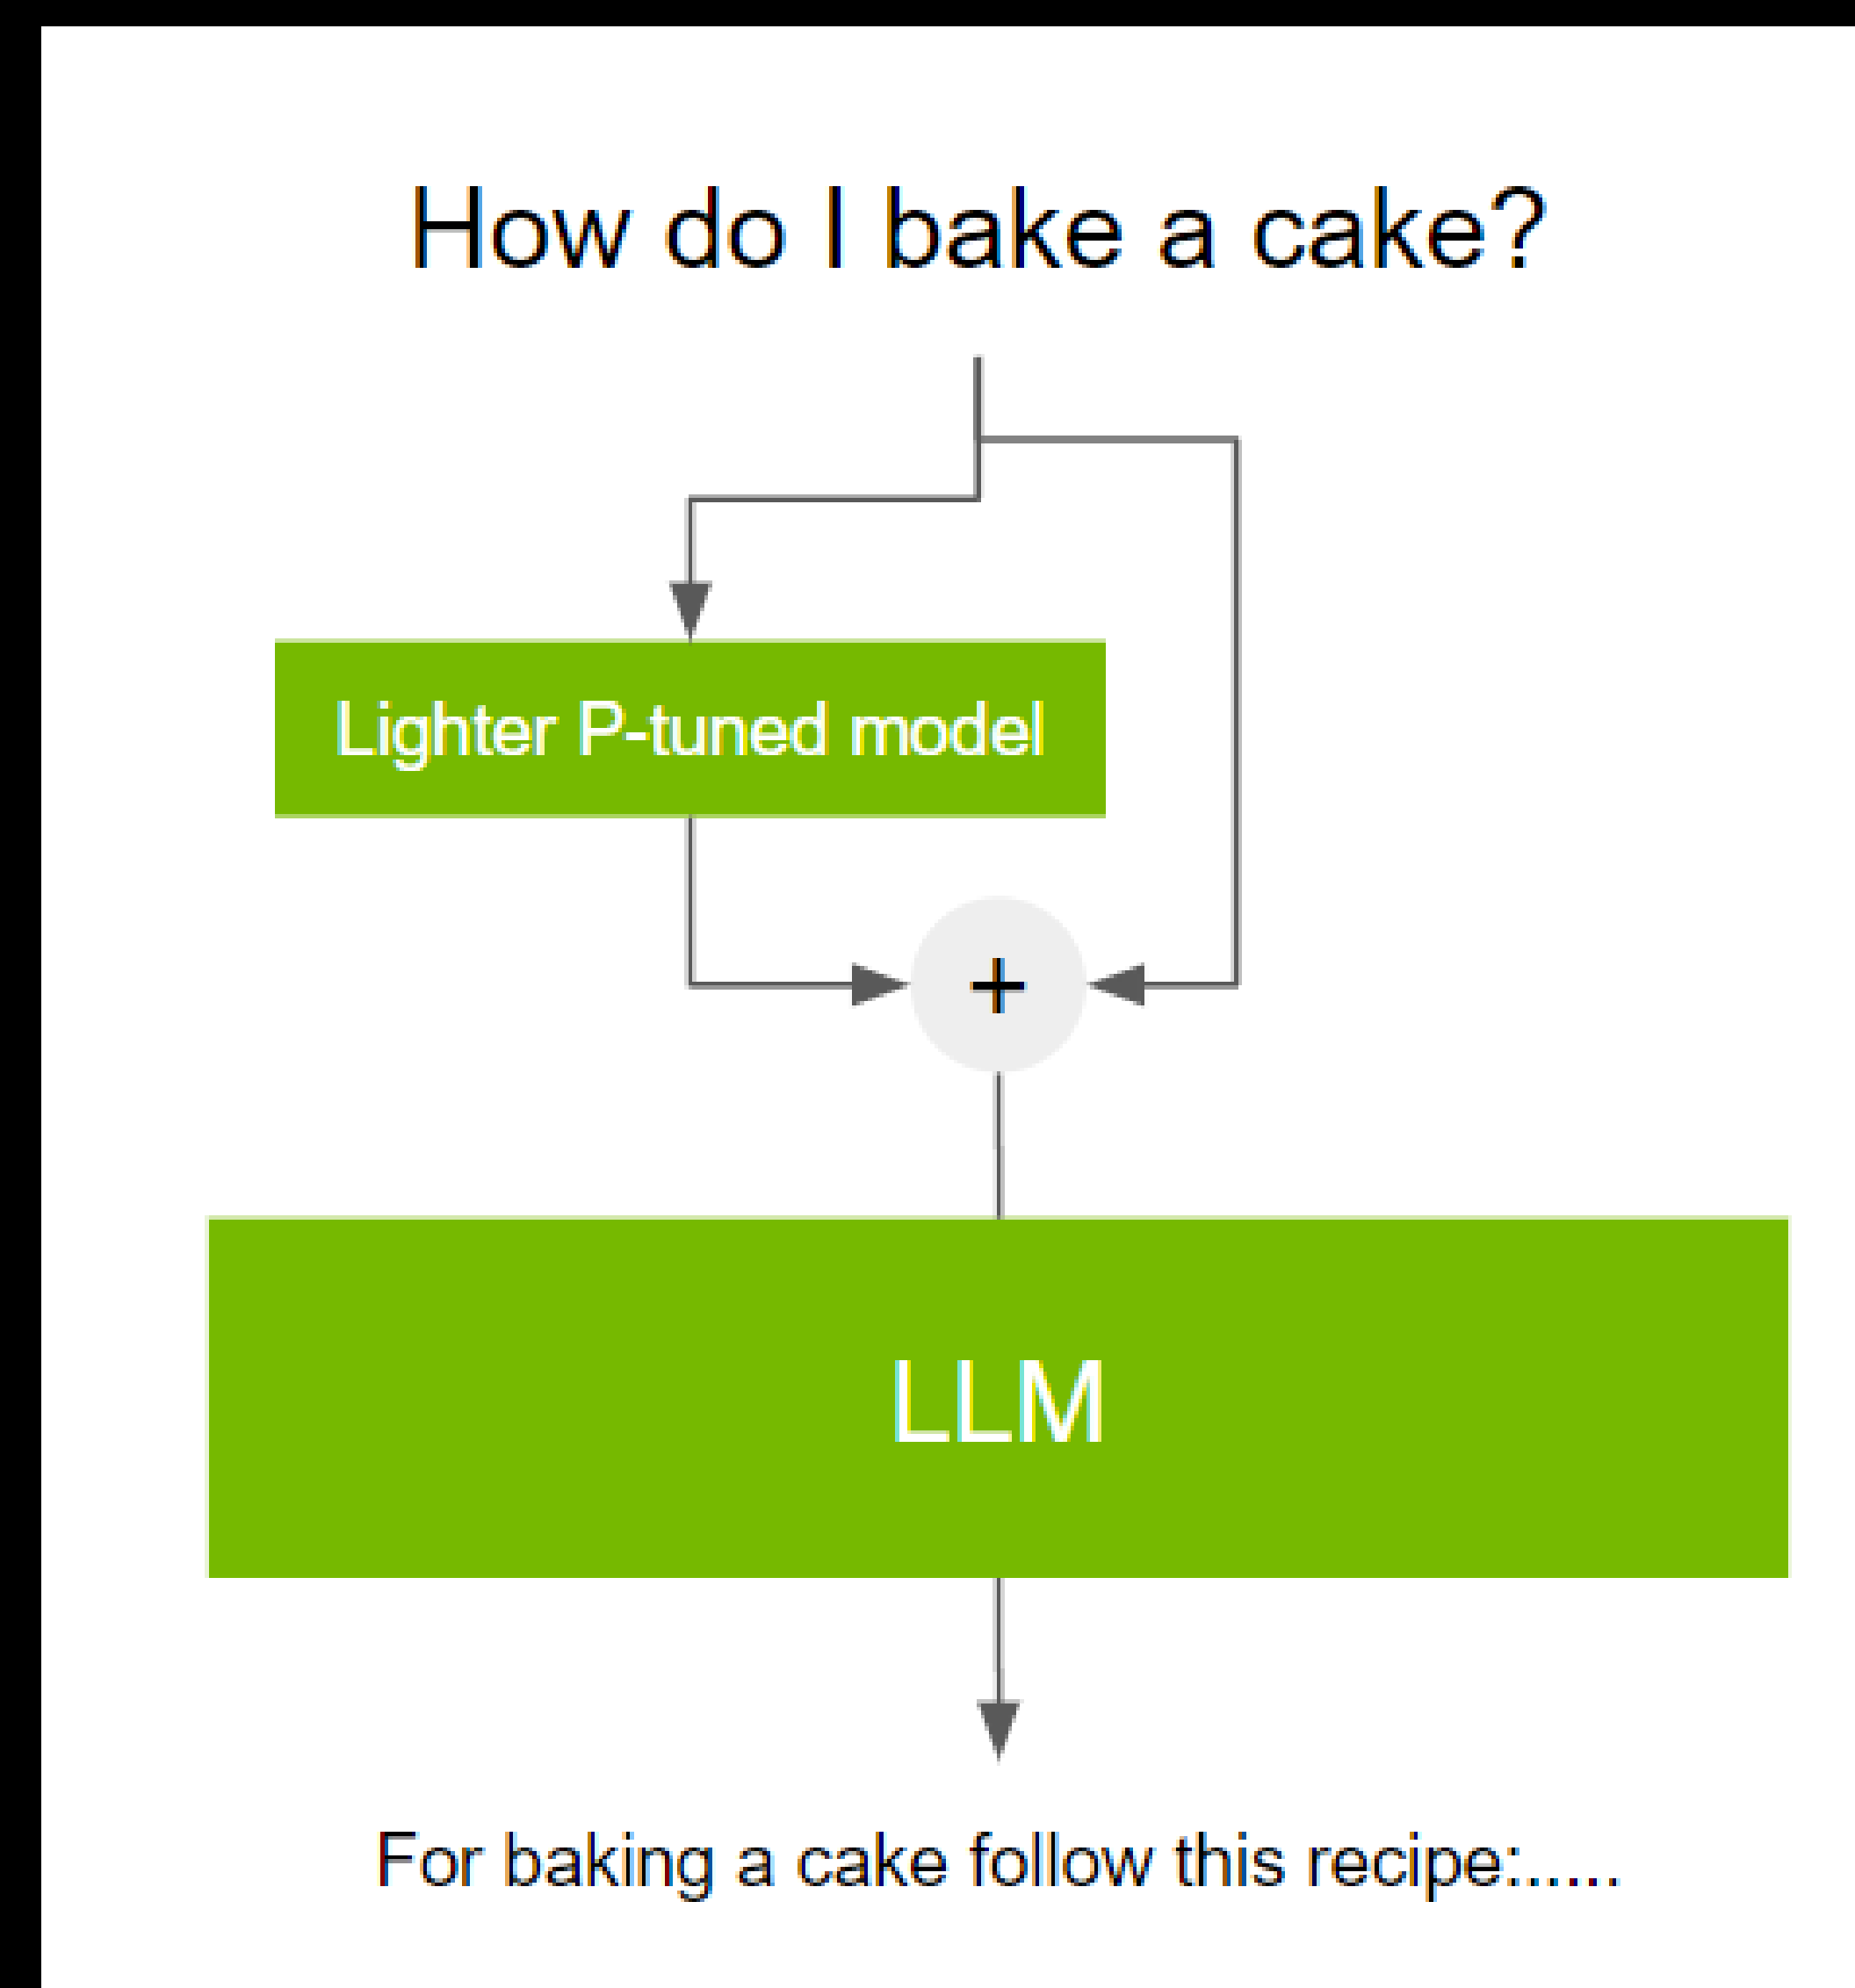 How do I bake a cake?
Lighter P-tuned model
+
LLM
For baking a cake follow this recipe:......